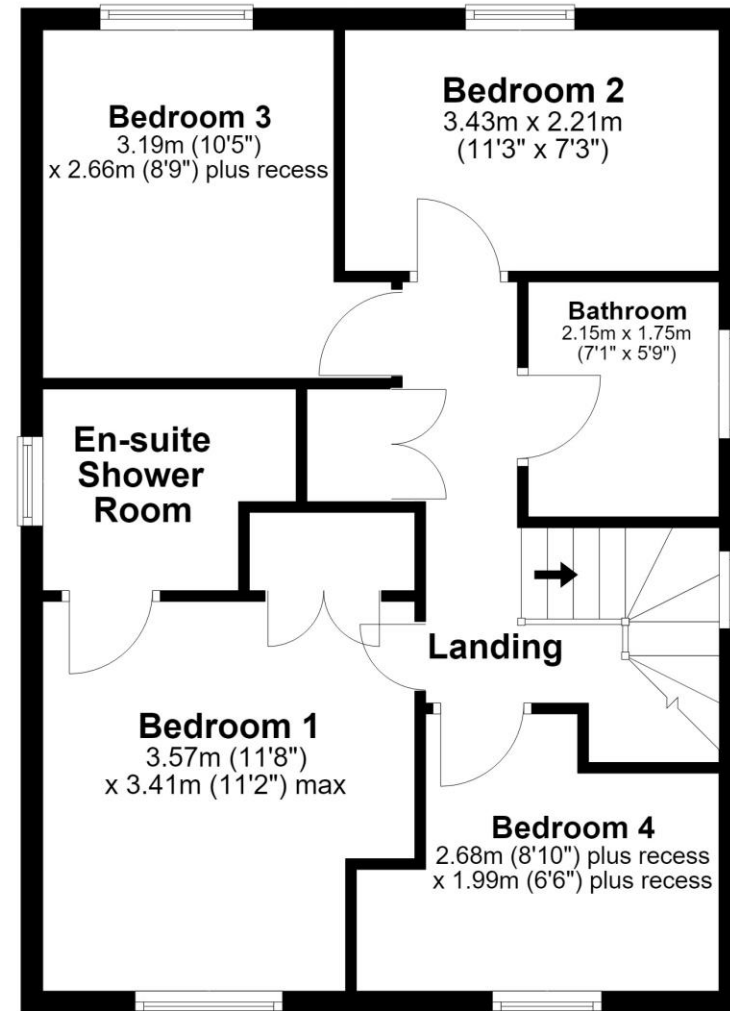 Bedroom 3
3.19m (10'5")
x 2.66m (8'9") plus recess
Bedroom 2
3.43m x 2.21m
(11'3" x 7'3")
Bathroom
2.15m x 1.75m
(7'1" x 5'9")
En-suite
Shower
Room
Landing
Bedroom 1
3.57m (11'8")
x 3.41m (11'2") max
Bedroom 4
2.68m (8'10") plus recess
x 1.99m (6'6") plus recess